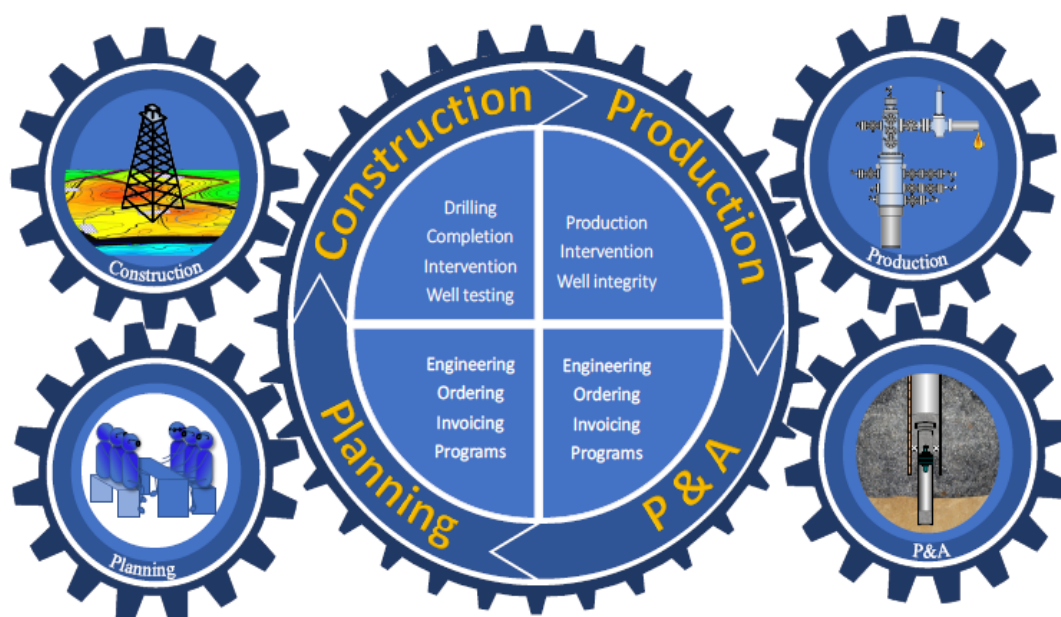 Construction
Production
P & A
Planning
Drilling
Completion
Intervention
Well testing
Production
Intervention
Well integrity
Engineering
Ordering
Invoicing
Programs
Engineering
Ordering
Invoicing
Programs
Construction
Production
Planning
P&A